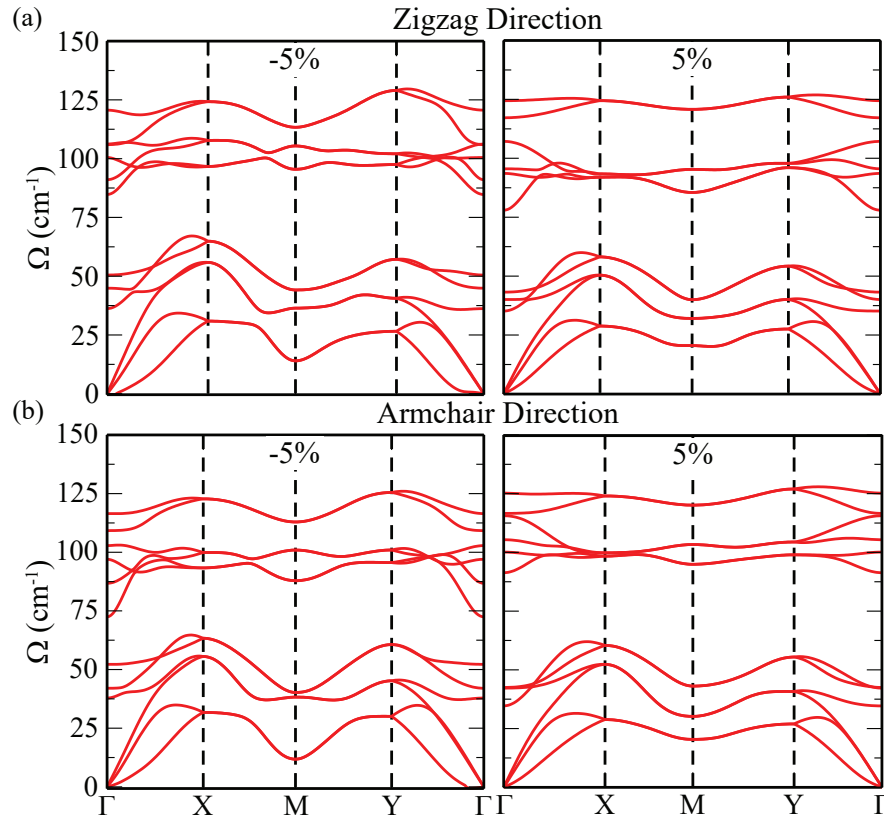 (a)
Zigzag Direction
-5%
5%
150
125
100
75
50
25
0
Ω (cm-1)
(b)
Armchair Direction
-5%
5%
150
125
100
75
50
25
0
Ω (cm-1)
Γ X M Y Γ
Γ X M Y Γ